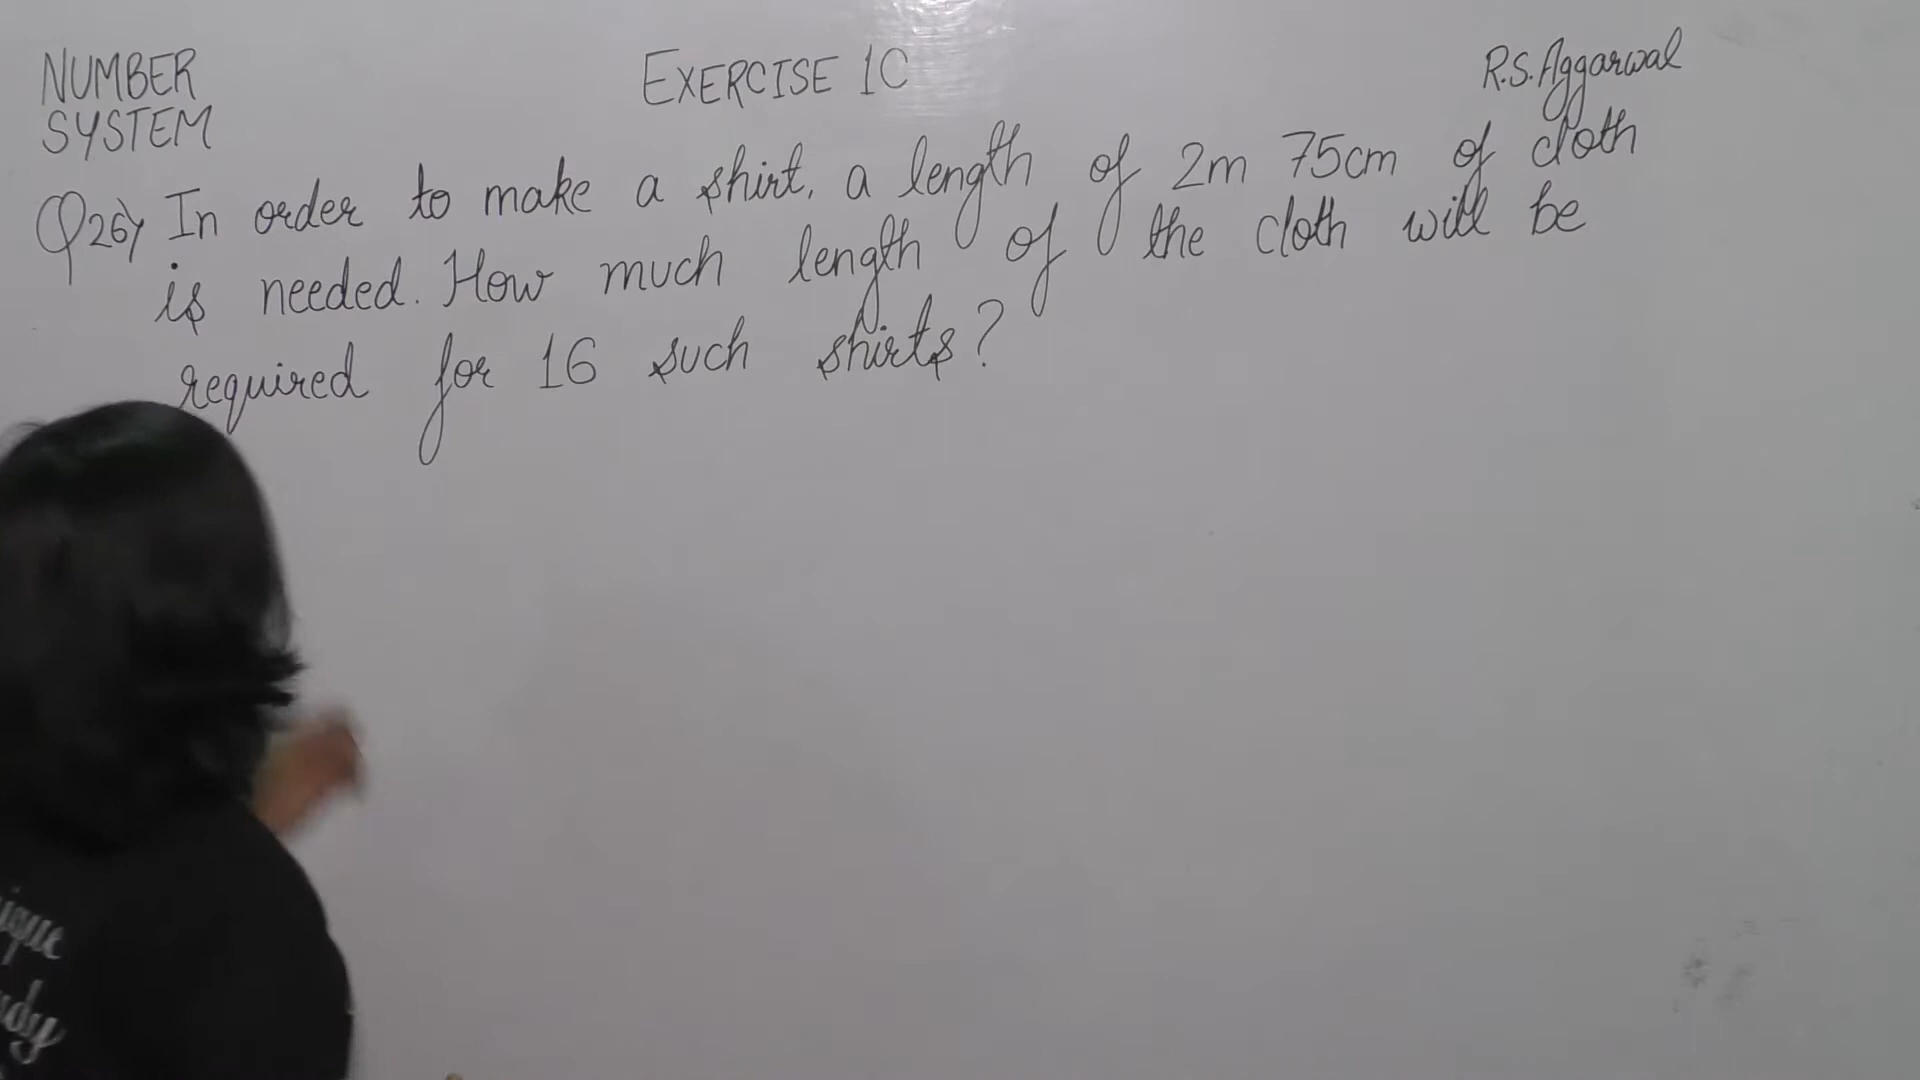 NUMBER
SYSTEM
EXERCISE 1C
R.S.Aggarwal
Q26) In order to make a shirt, a length of 2m 75cm of cloth
is needed. How much length of the cloth will be
required for 16 such shirts?